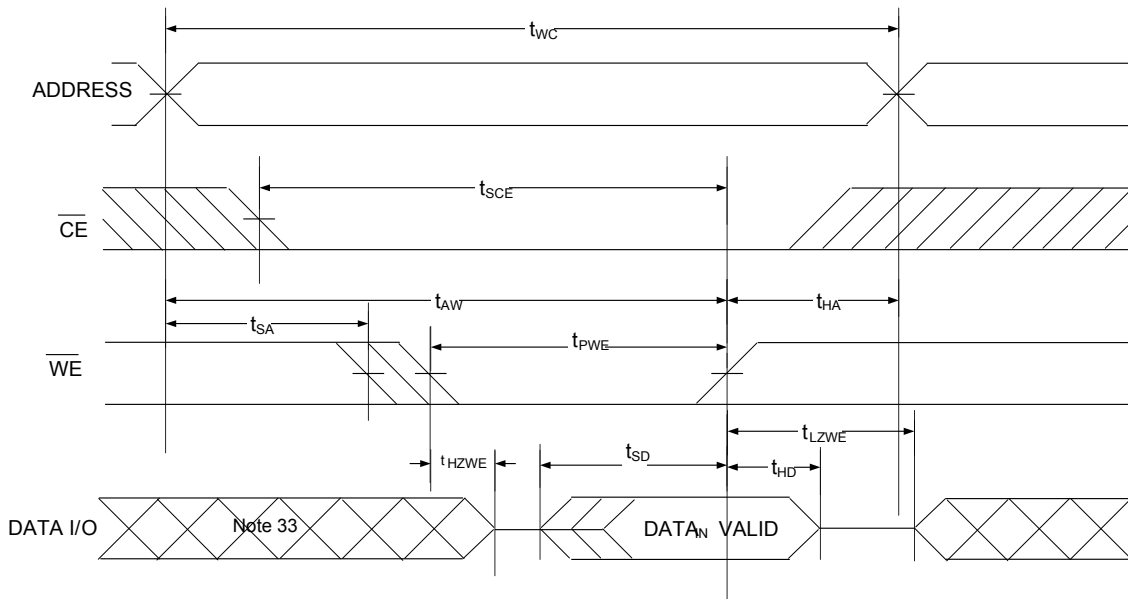 tWC
ADDRESS
tSCE
CE
tAW
tHA
tSA
tPWE
WE
tLZWE
tSD
tHZWE
tHD
DATA I/O
Note 33
DATAIN VALID